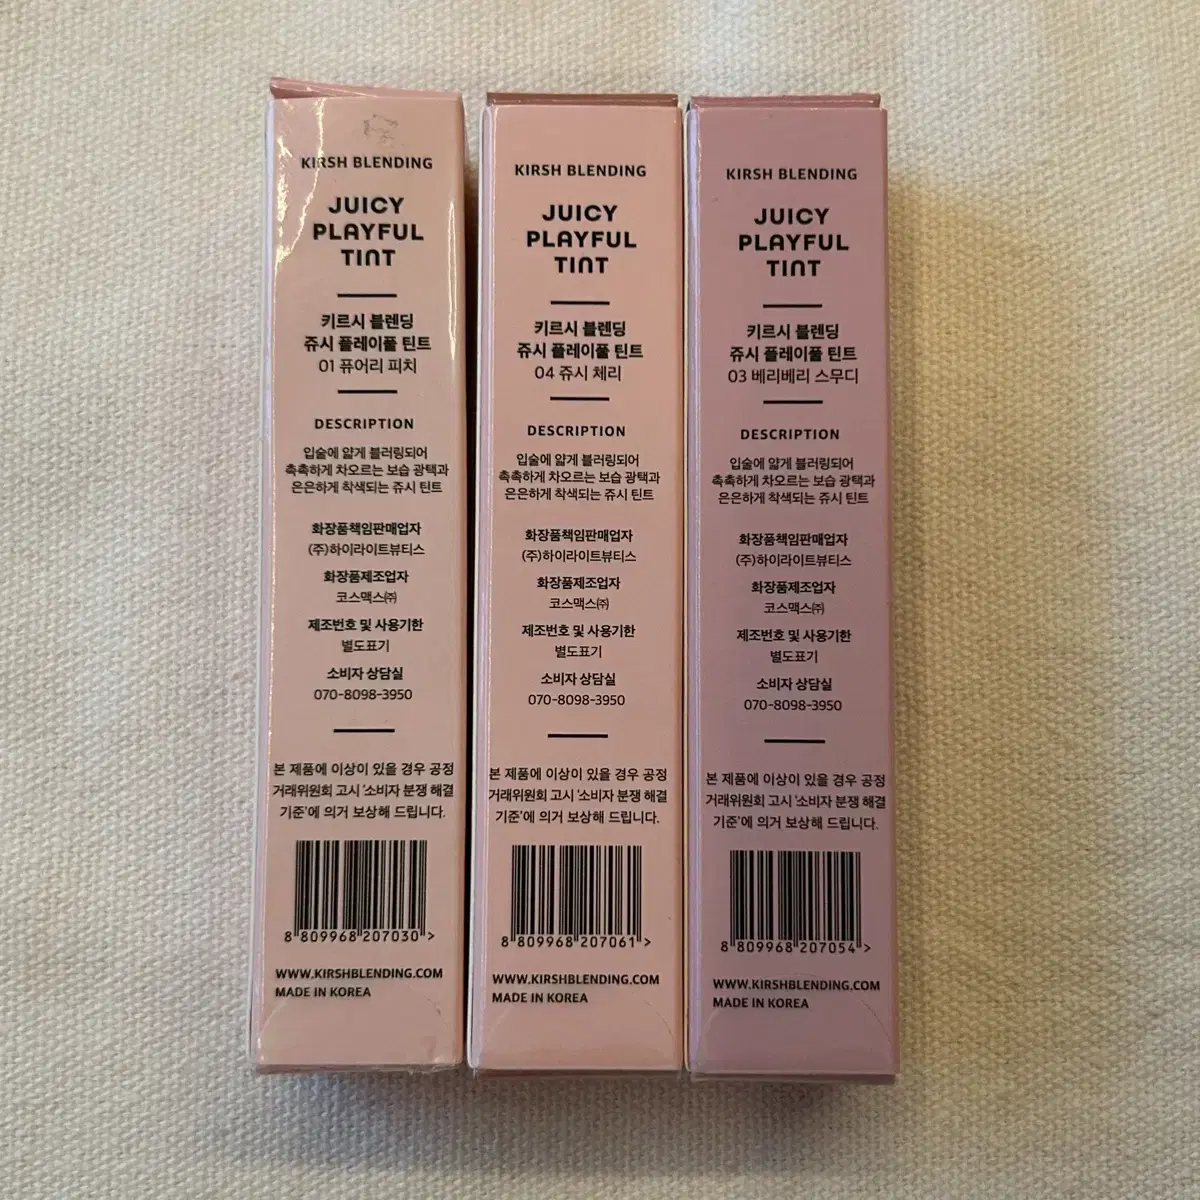 KIRSH BLENDING
JUICY
PLAYFUL
TINT
키르시 블렌딩
쥬시 플레이풀 틴트
01 퓨어리 피치
DESCRIPTION
입술에 얇게 블러링되어
촉촉하게 차오르는 보습 광택과
은은하게 착색되는 쥬시 틴트
화장품책임판매업자
(주)하이라이트뷰티스
화장품제조업자
코스맥스㈜
제조번호 및 사용기한
별도표기
소비자 상담실
070-8098-3950
본 제품에 이상이 있을 경우 공정
거래위원회 고시 '소비자 분쟁 해결
기준'에 의거 보상해 드립니다.
8 809968 207030 >
WWW.KIRSHBLENDING.COM
MADE IN KOREA
KIRSH BLENDING
JUICY
PLAYFUL
TINT
키르시 블렌딩
쥬시 플레이풀 틴트
04 쥬시 체리
DESCRIPTION
입술에 얇게 블러링되어
촉촉하게 차오르는 보습 광택과
은은하게 착색되는 쥬시 틴트
화장품책임판매업자
(주)하이라이트뷰티스
화장품제조업자
코스맥스㈜
제조번호 및 사용기한
별도표기
소비자 상담실
070-8098-3950
본 제품에 이상이 있을 경우 공정
거래위원회 고시 '소비자 분쟁 해결
기준'에 의거 보상해 드립니다.
8 809968 207061 >
WWW.KIRSHBLENDING.COM
MADE IN KOREA
KIRSH BLENDING
JUICY
PLAYFUL
TINT
키르시 블렌딩
쥬시 플레이풀 틴트
03 베리베리 스무디
DESCRIPTION
입술에 얇게 블러링되어
촉촉하게 차오르는 보습 광택과
은은하게 착색되는 쥬시 틴트
화장품책임판매업자
(주)하이라이트뷰티스
화장품제조업자
코스맥스㈜
제조번호 및 사용기한
별도표기
소비자 상담실
070-8098-3950
본 제품에 이상이 있을 경우 공정
거래위원회 고시 '소비자 분쟁 해결
기준'에 의거 보상해 드립니다.
8 809968 207054 >
WWW.KIRSHBLENDING.COM
MADE IN KOREA